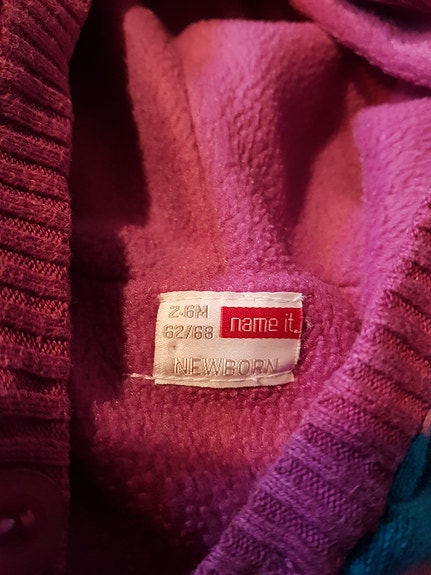 2-6M
62/68
name it.
NEWBORN